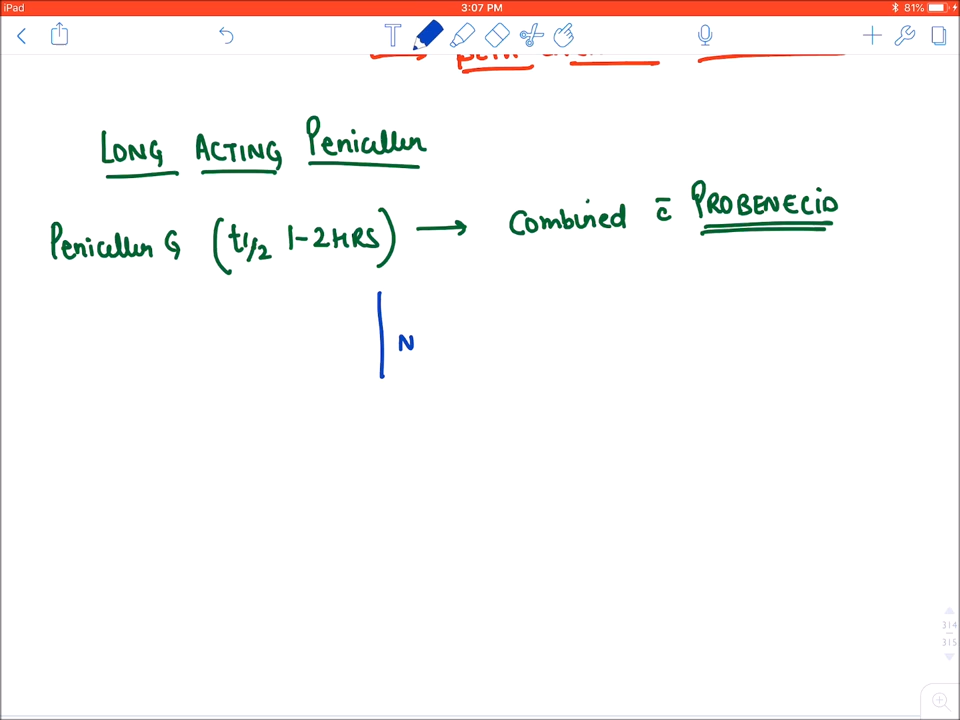 iPad 3:07 PM 81%
LONG ACTING Penicillin
Penicillin G (t1/2 1-2HRS) → Combined c̄ PROBENECID
N
314
315